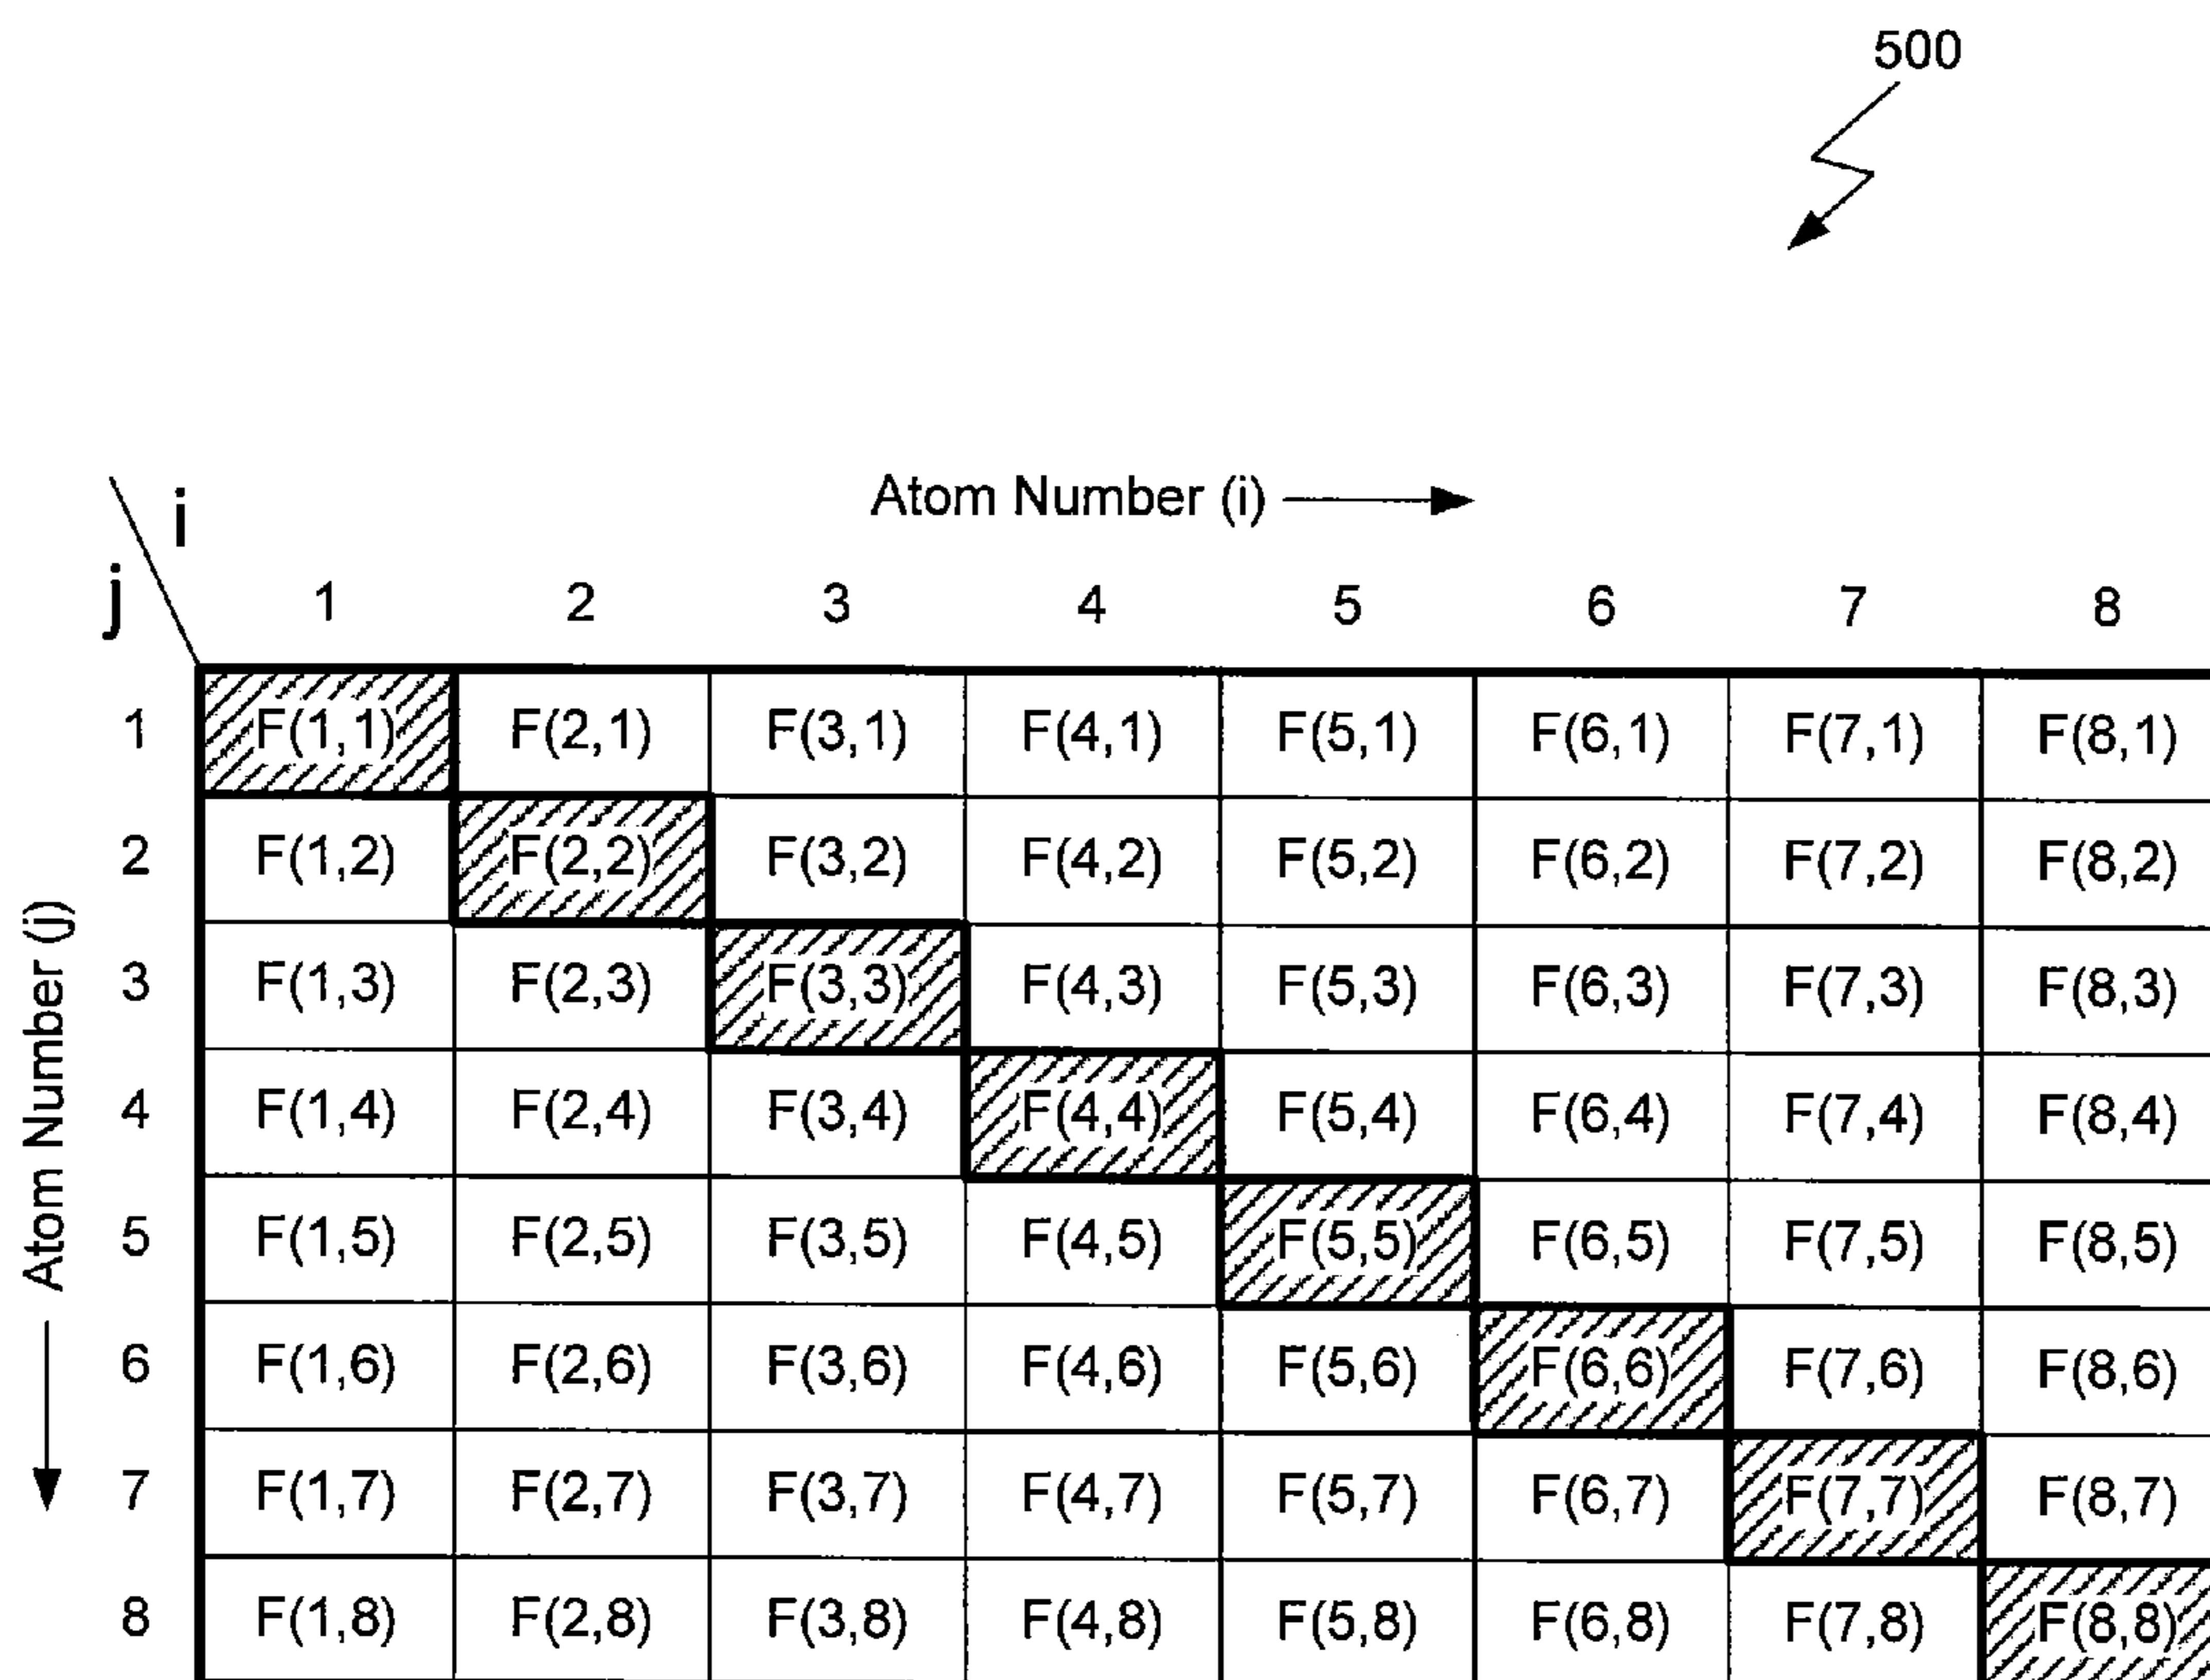 500
Atom Number (i)
i
j
1 2 3 4 5 6 7 8
Atom Number (j)
1 F(1,1) F(2,1) F(3,1) F(4,1) F(5,1) F(6,1) F(7,1) F(8,1)
2 F(1,2) F(2,2) F(3,2) F(4,2) F(5,2) F(6,2) F(7,2) F(8,2)
3 F(1,3) F(2,3) F(3,3) F(4,3) F(5,3) F(6,3) F(7,3) F(8,3)
4 F(1,4) F(2,4) F(3,4) F(4,4) F(5,4) F(6,4) F(7,4) F(8,4)
5 F(1,5) F(2,5) F(3,5) F(4,5) F(5,5) F(6,5) F(7,5) F(8,5)
6 F(1,6) F(2,6) F(3,6) F(4,6) F(5,6) F(6,6) F(7,6) F(8,6)
7 F(1,7) F(2,7) F(3,7) F(4,7) F(5,7) F(6,7) F(7,7) F(8,7)
8 F(1,8) F(2,8) F(3,8) F(4,8) F(5,8) F(6,8) F(7,8) F(8,8)